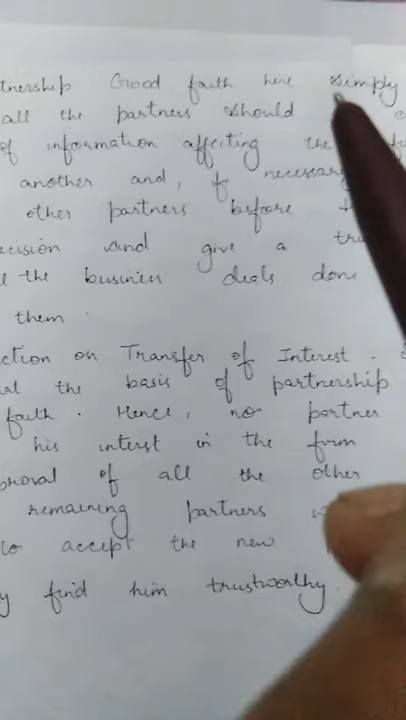 tnership Good faith here simply
all the partners should
of information affecting the
another and, if necessary
other partners before
ecision and give a tru
the business deals done
them.
ction on Transfer of Interest.
the basis of partnership
faith. Hence, no partner
his interst in the firm
proval of all the other
remaining partners
to accept the new
y find him trustworthy.